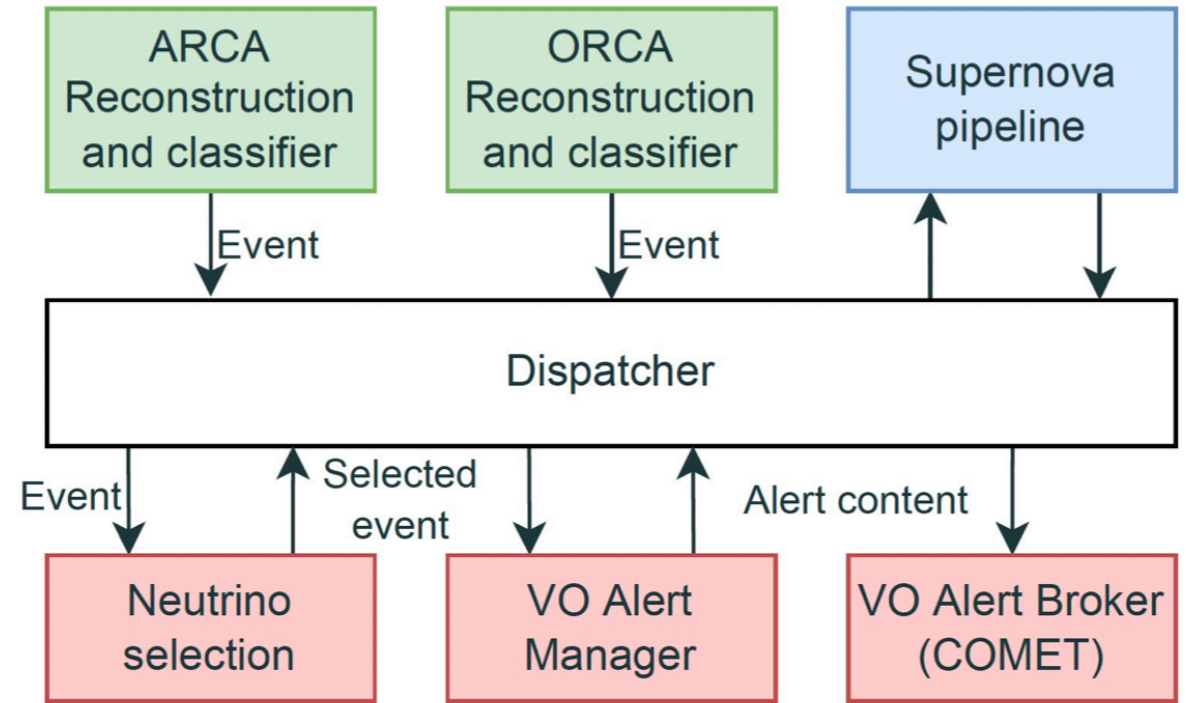 ARCA
Reconstruction
and classifier
ORCA
Reconstruction
and classifier
Supernova
pipeline
Event
Event
Dispatcher
Event
Selected
event
Alert content
Neutrino
selection
VO Alert
Manager
VO Alert Broker
(COMET)